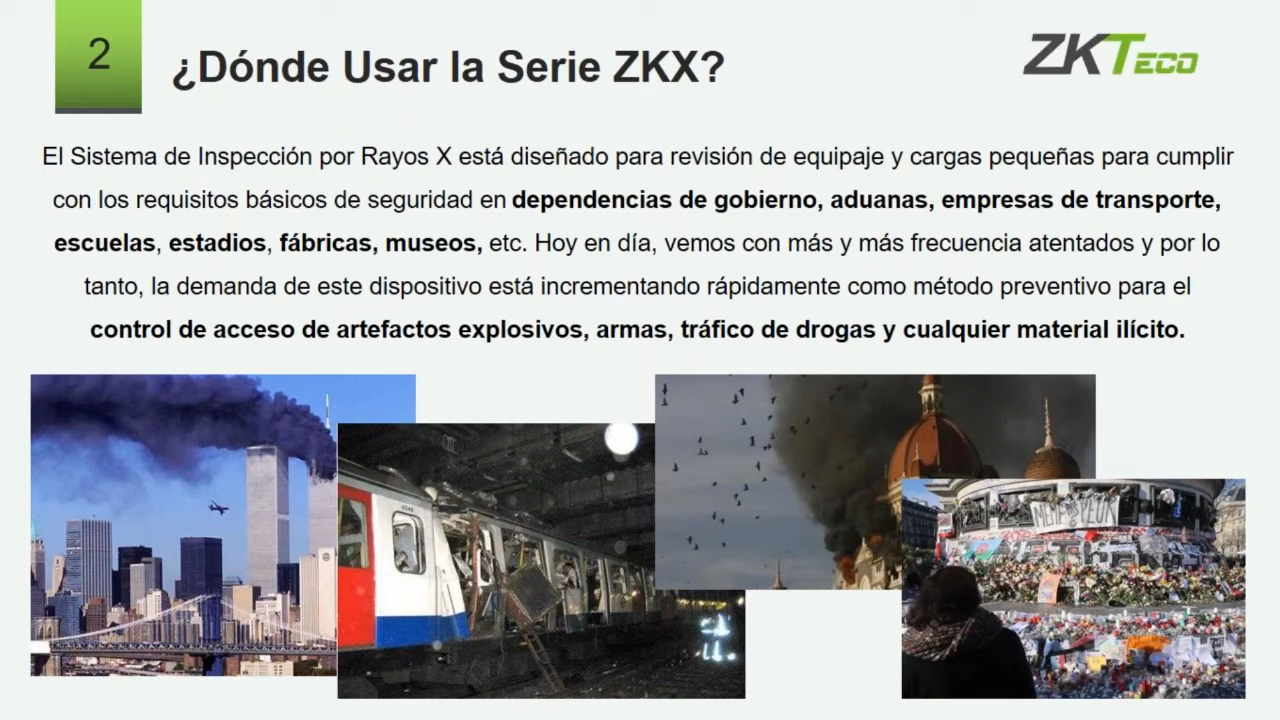 2
¿Dónde Usar la Serie ZKX?
ZKTECO
El Sistema de Inspección por Rayos X está diseñado para revisión de equipaje y cargas pequeñas para cumplir
con los requisitos básicos de seguridad en dependencias de gobierno, aduanas, empresas de transporte,
escuelas, estadios, fábricas, museos, etc. Hoy en día, vemos con más y más frecuencia atentados y por lo
tanto, la demanda de este dispositivo está incrementando rápidamente como método preventivo para el
control de acceso de artefactos explosivos, armas, tráfico de drogas y cualquier material ilícito.